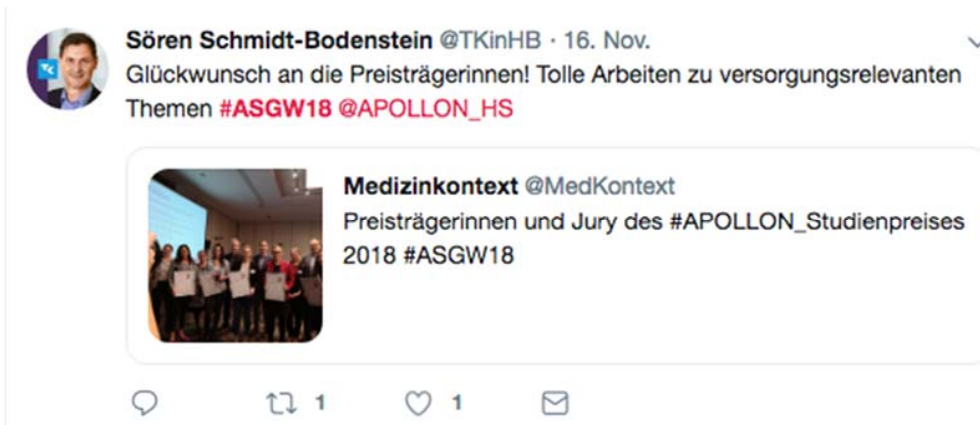 Sören Schmidt-Bodenstein @TKinHB · 16. Nov.
Glückwunsch an die Preisträgerinnen! Tolle Arbeiten zu versorgungsrelevanten
Themen #ASGW18 @APOLLON_HS
Medizinkontext @MedKontext
Preisträgerinnen und Jury des #APOLLON_Studienpreises
2018 #ASGW18
1 1